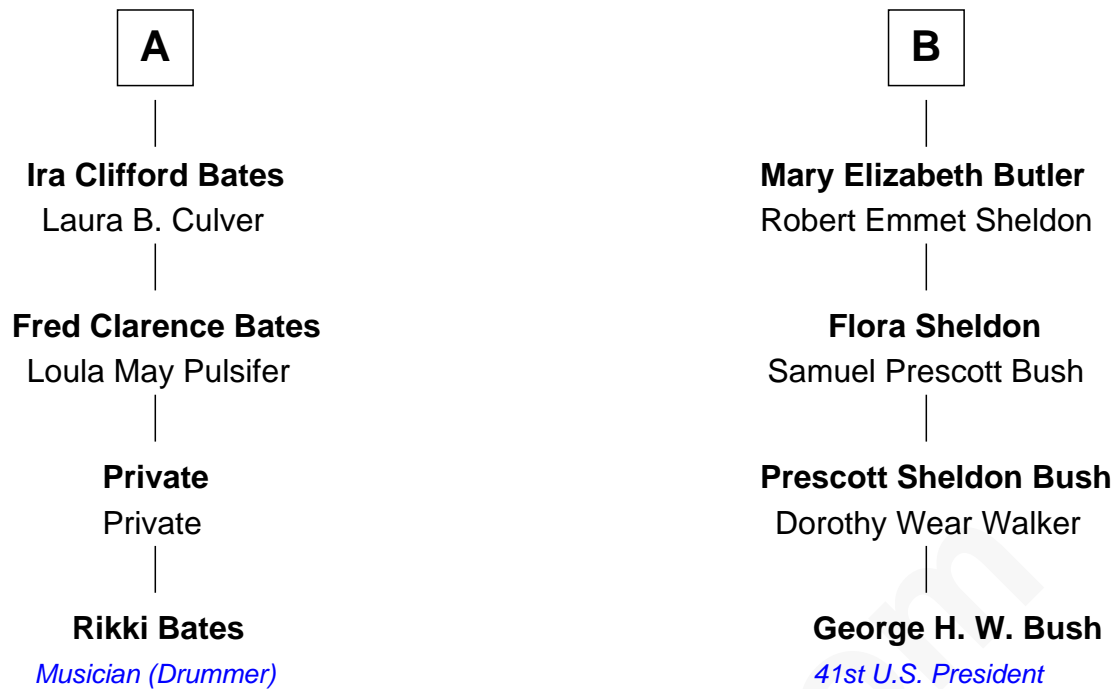 A
B
Ira Clifford Bates
Laura B. Culver
Mary Elizabeth Butler
Robert Emmet Sheldon
Fred Clarence Bates
Loula May Pulsifer
Flora Sheldon
Samuel Prescott Bush
Private
Private
Prescott Sheldon Bush
Dorothy Wear Walker
Rikki Bates
Musician (Drummer)
George H. W. Bush
41st U.S. President